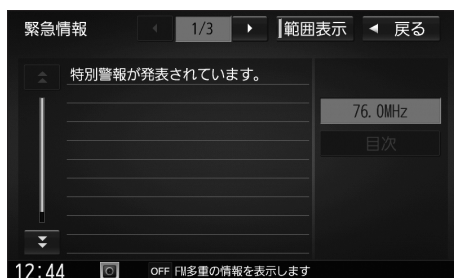 緊急情報 1/3 範囲表示 戻る
特別警報が発表されています。
76.0MHz
目次
12:44 OFF FM多重の情報を表示します